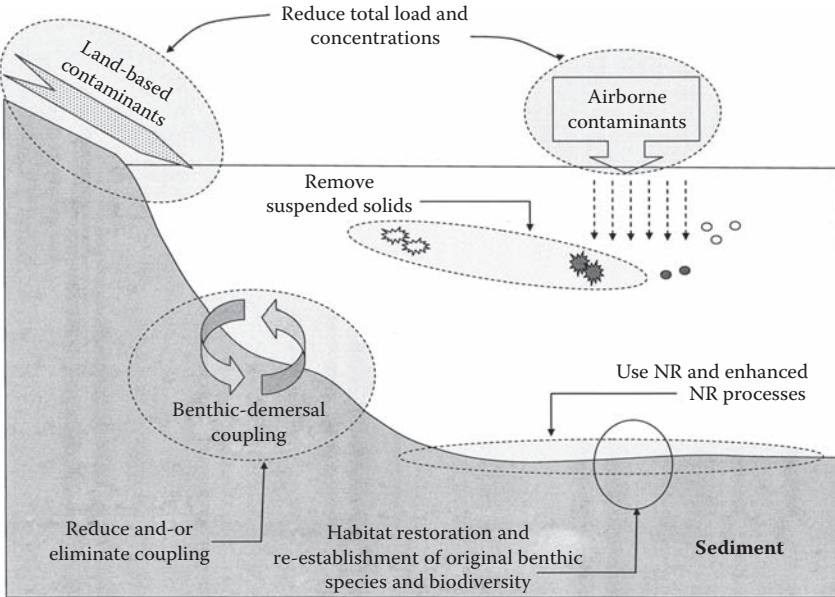 Reduce total load and
concentrations
Land-based
contaminants
Airborne
contaminants
Remove
suspended solids
Use NR and enhanced
NR processes
Benthic-demersal
coupling
Reduce and-or
eliminate coupling
Habitat restoration and
re-establishment of original benthic
species and biodiversity
Sediment